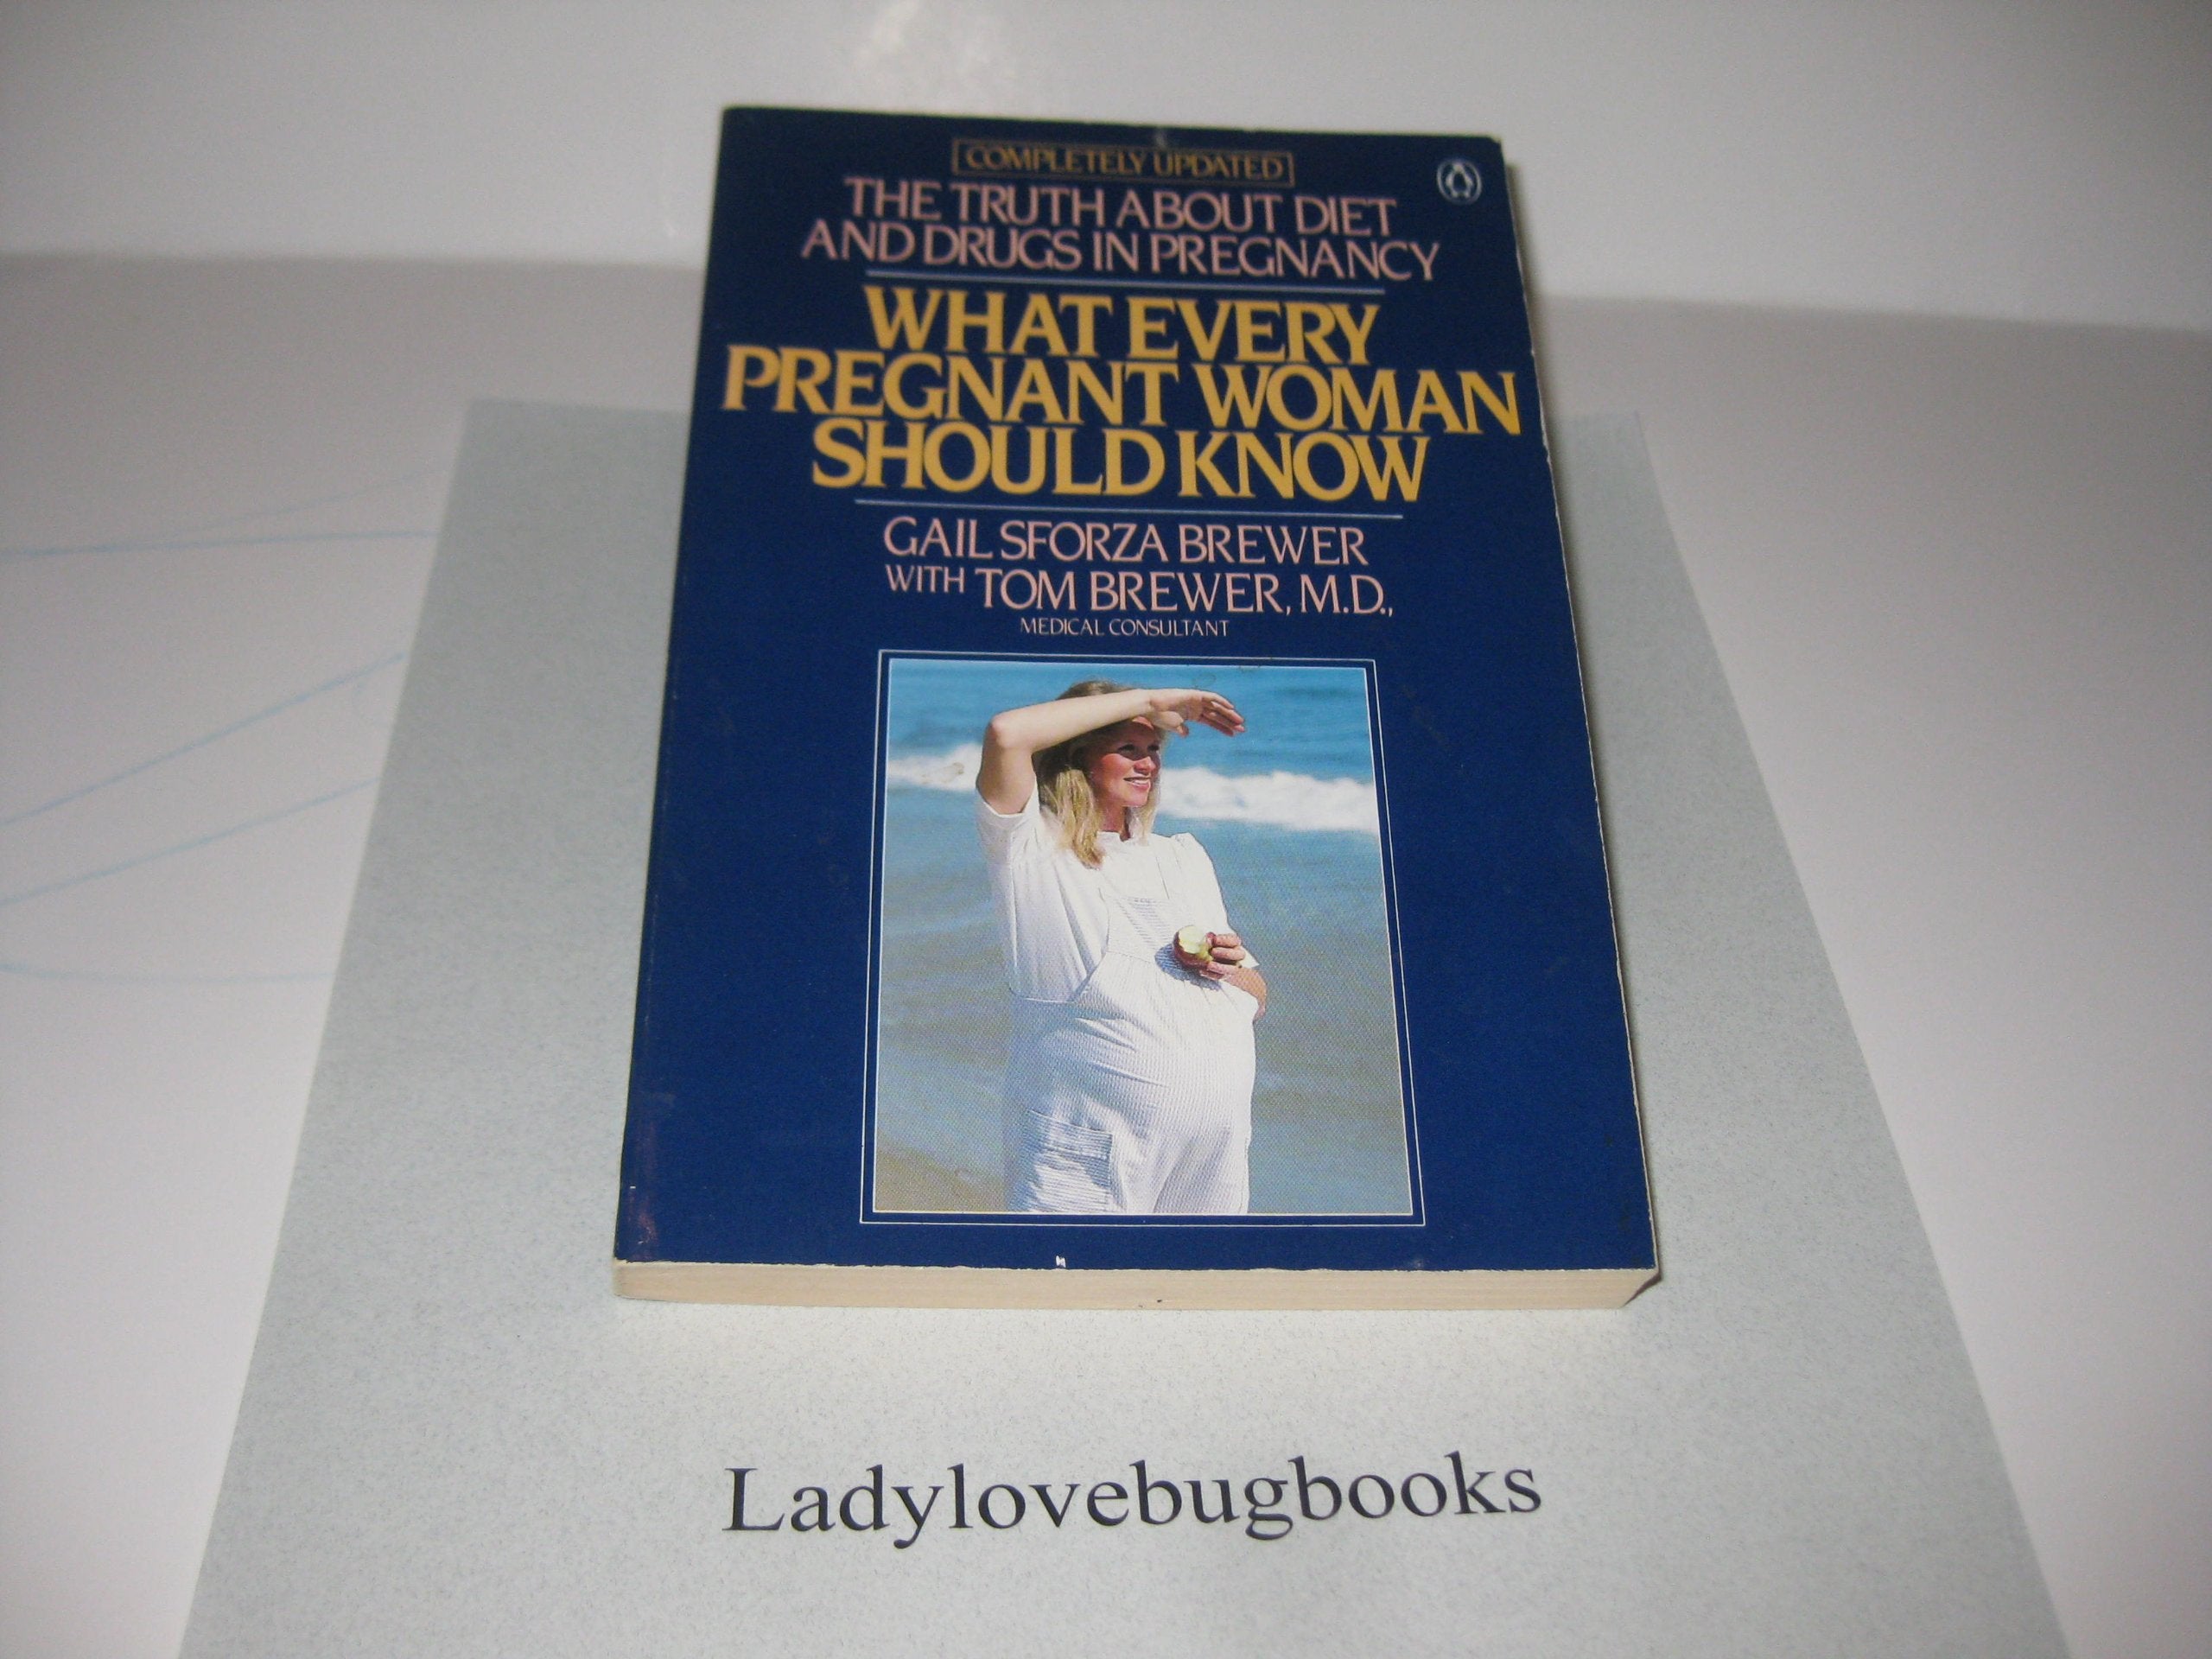 COMPLETELY UPDATED
THE TRUTH ABOUT DIET
AND DRUGS IN PREGNANCY
WHAT EVERY
PREGNANT WOMAN
SHOULD KNOW
GAIL SFORZA BREWER
WITH TOM BREWER, M.D.,
MEDICAL CONSULTANT
Ladylovebugbooks